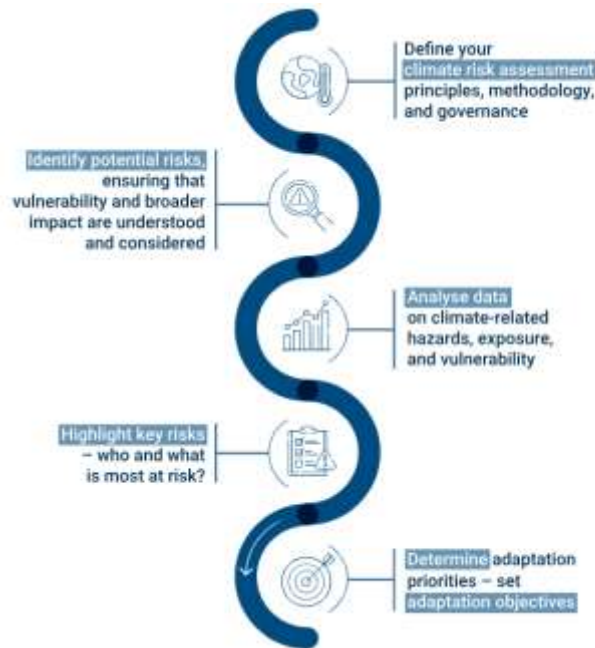 Define your
climate risk assessment
principles, methodology,
and governance
Identify potential risks,
ensuring that
vulnerability and broader
impact are understood
and considered
Analyse data
on climate-related
hazards, exposure,
and vulnerability
Highlight key risks
– who and what
is most at risk?
Determine adaptation
priorities – set
adaptation objectives